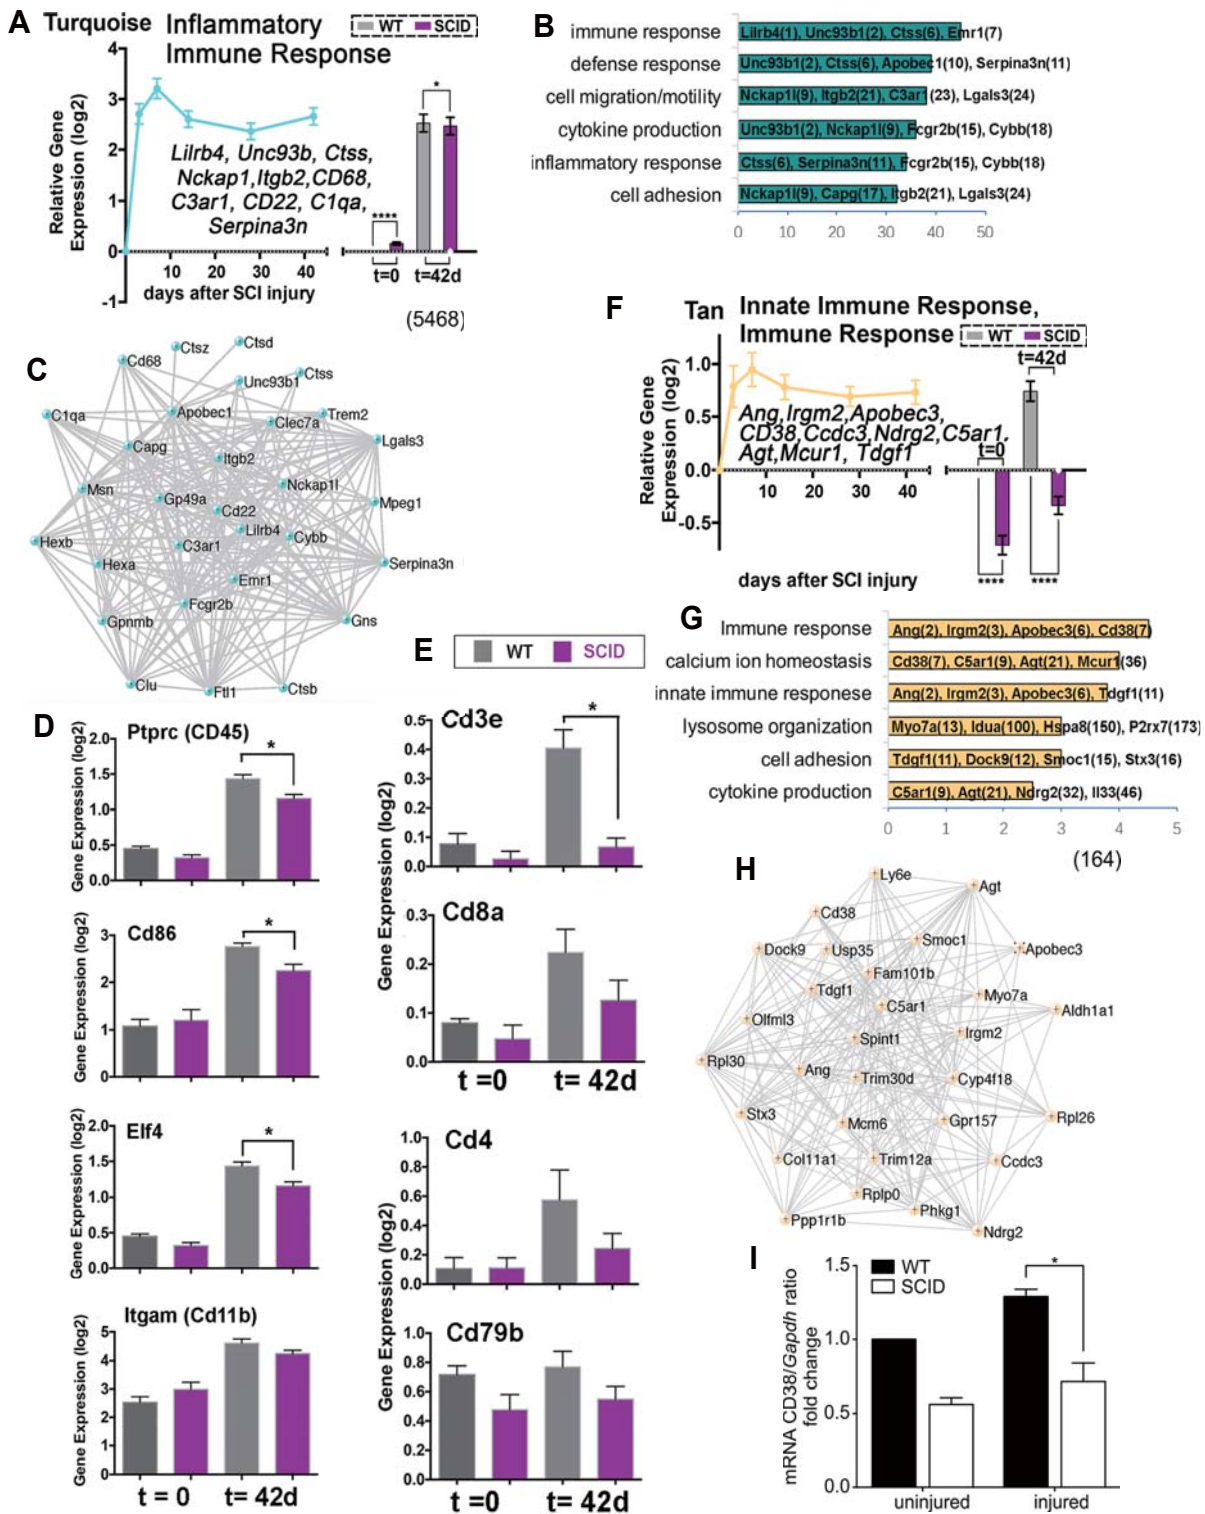 A
Turquoise
Inflammatory
Immune Response
WT
SCID
4
3
2
1
0
-1
Relative Gene
Expression (log2)
Lilrb4, Unc93b, Ctss,
Nckap1,Itgb2,CD68,
C3ar1, CD22, C1qa,
Serpina3n
10
20
30
40
days after SCI injury
****
*
t=0
t=42d
(5468)
B
immune response
Lilrb4(1), Unc93b1(2), Ctss(6), Emr1(7)
defense response
Unc93b1(2), Ctss(6), Apobec1(10), Serpina3n(11)
cell migration/motility
Nckap1l(9), Itgb2(21), C3ar1(23), Lgals3(24)
cytokine production
Unc93b1(2), Nckap1l(9), Fcgr2b(15), Cybb(18)
inflammatory response
Ctss(6), Serpina3n(11), Fcgr2b(15), Cybb(18)
cell adhesion
Nckap1l(9), Capg(17), Itgb2(21), Lgals3(24)
0
10
20
30
40
50
C
Cd68
Ctsz
Ctsd
Unc93b1
Ctss
C1qa
Apobec1
Clec7a
Trem2
Capg
Itgb2
Lgals3
Msn
Gp49a
Nckap1l
Cd22
Mpeg1
Hexb
C3ar1
Lilrb4
Cybb
Hexa
Emr1
Serpina3n
Fcgr2b
Gpnmb
Gns
Clu
Ftl1
Ctsb
D
Ptprc (CD45)
Gene Expression (log2)
2.0
1.5
1.0
0.5
0.0
*
Cd86
Gene Expression (log2)
3
2
1
0
*
Elf4
Gene Expression (log2)
2.0
1.5
1.0
0.5
0.0
*
Itgam (Cd11b)
Gene Expression (log2)
5
4
3
2
1
0
t = 0
t= 42d
E
WT
SCID
Cd3e
0.5
0.4
0.3
0.2
0.1
0.0
*
Gene Expression (log2)
Cd8a
0.3
0.2
0.1
0.0
t =0
t= 42d
Cd4
1.0
0.8
0.6
0.4
0.2
0.0
Gene Expression (log2)
Cd79b
1.0
0.8
0.6
0.4
0.2
0.0
t =0
t= 42d
F
Tan
Innate Immune Response,
Immune Response
WT
SCID
1.0
0.5
0.0
-0.5
Relative Gene
Expression (log2)
Ang,Irgm2,Apobec3,
CD38,Ccdc3,Ndrg2,C5ar1,
Agt,Mcur1, Tdgf1
10
20
30
40
days after SCI injury
t=0
t=42d
****
****
G
Immune response
Ang(2), Irgm2(3), Apobec3(6), Cd38(7)
calcium ion homeostasis
Cd38(7), C5ar1(9), Agt(21), Mcur1(36)
innate immune responese
Ang(2), Irgm2(3), Apobec3(6), Tdgf1(11)
lysosome organization
Myo7a(13), Idua(100), Hspa8(150), P2rx7(173)
cell adhesion
Tdgf1(11), Dock9(12), Smoc1(15), Stx3(16)
cytokine production
C5ar1(9), Agt(21), Ndrg2(32), Il33(46)
0
1
2
3
4
5
(164)
H
Ly6e
Agt
Cd38
Dock9
Usp35
Smoc1
Apobec3
Fam101b
Tdgf1
C5ar1
Myo7a
Aldh1a1
Olfml3
Spint1
Irgm2
Rpl30
Ang
Trim30d
Cyp4f18
Stx3
Mcm6
Gpr157
Rpl26
Col11a1
Trim12a
Ccdc3
Rplp0
Phkg1
Ppp1r1b
Ndrg2
I
WT
SCID
mRNA CD38/Gapdh ratio
fold change
1.5
1.0
0.5
0.0
*
uninjured
injured